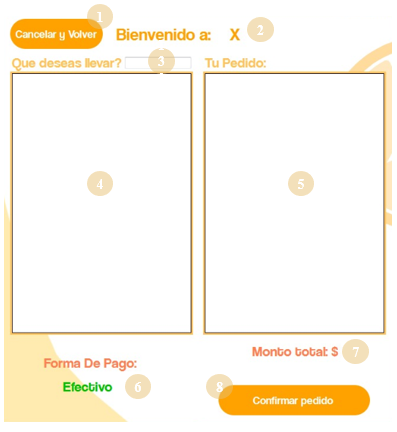 1
Cancelar y Volver
Bienvenido a: X
2
Que deseas llevar?
3
Tu Pedido:
4
5
Monto total: $
7
Forma De Pago:
Efectivo
6
8
Confirmar pedido